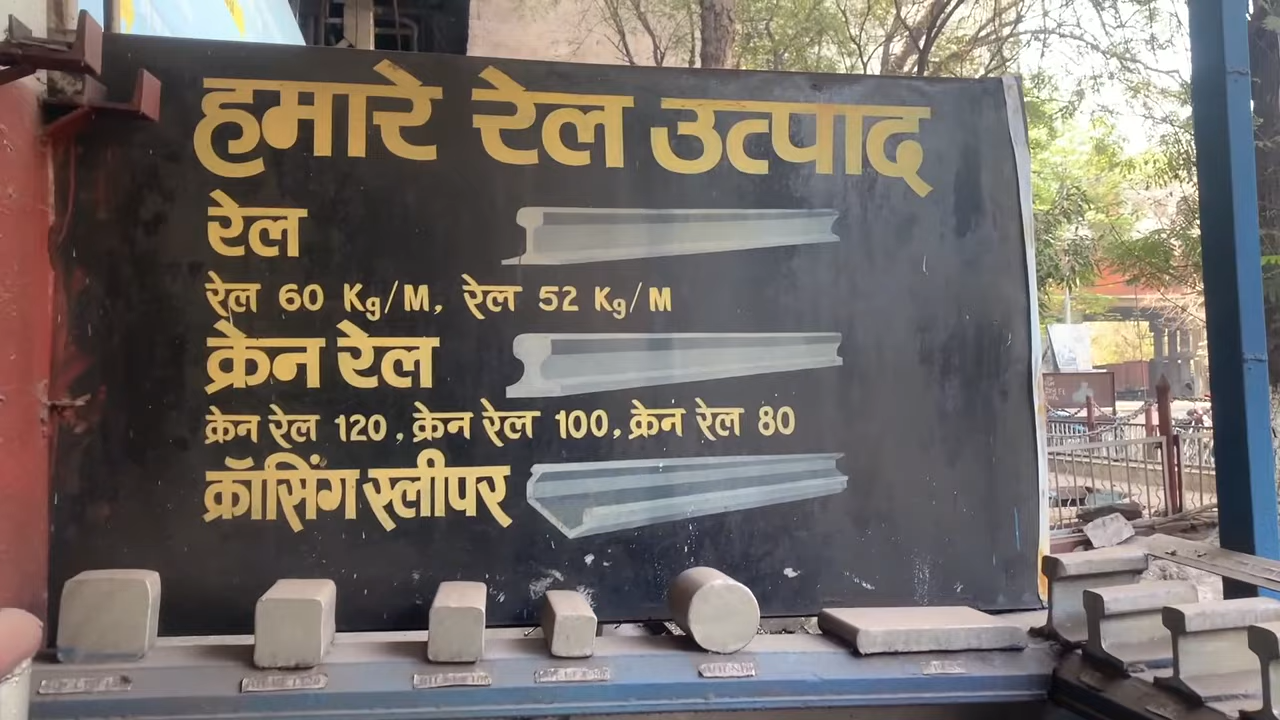 हमारे रेल उत्पाद
रेल
रेल 60 Kg/M, रेल 52 Kg/M
क्रेन रेल
क्रेन रेल 120, क्रेन रेल 100, क्रेन रेल 80
क्रॉसिंग स्लीपर